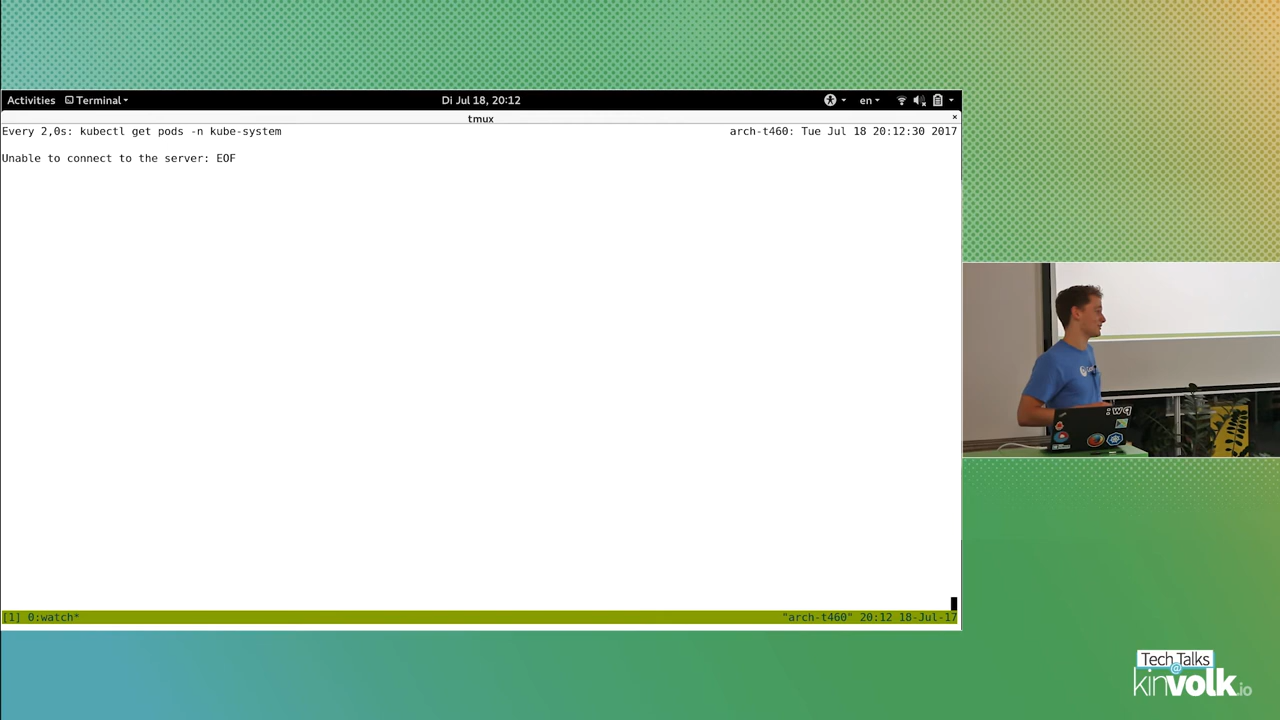 Activities Terminal Di Jul 18, 20:12 en
tmux ×
Every 2,0s: kubectl get pods -n kube-system arch-t460: Tue Jul 18 20:12:30 2017
Unable to connect to the server: EOF
:wq
[1] 0:watch* "arch-t460" 20:12 18-Jul-17
Tech Talks
@
kinvolk.io